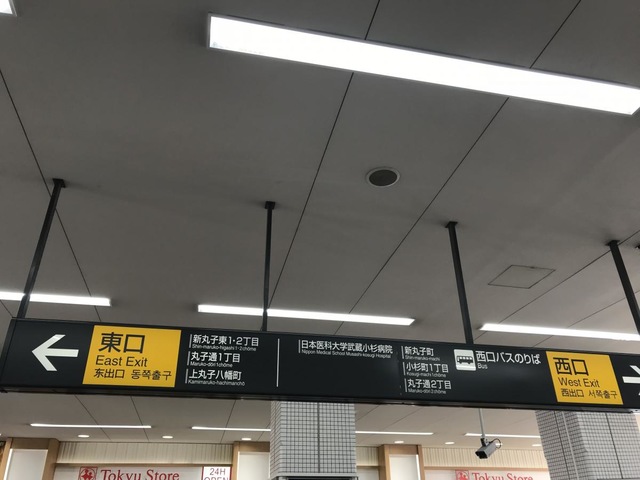 東口
East Exit
东出口 동쪽출구
新丸子東1・2丁目
Shin-maruko-higashi 1・2chōme
丸子通1丁目
Maruko-dōri 1chōme
上丸子八幡町
Kamimaruko-hachimanchō
日本医科大学武蔵小杉病院
Nippon Medical School Musashi-kosugi Hospital
新丸子町
Shin-maruko-machi
小杉町1丁目
Kosugi-machi 1chōme
丸子通2丁目
Maruko-dōri 2chōme
西口バスのりば
Bus
西口
West Exit
西出口 서쪽출구
Tokyu Store
24H
OPEN
Tokyu Store